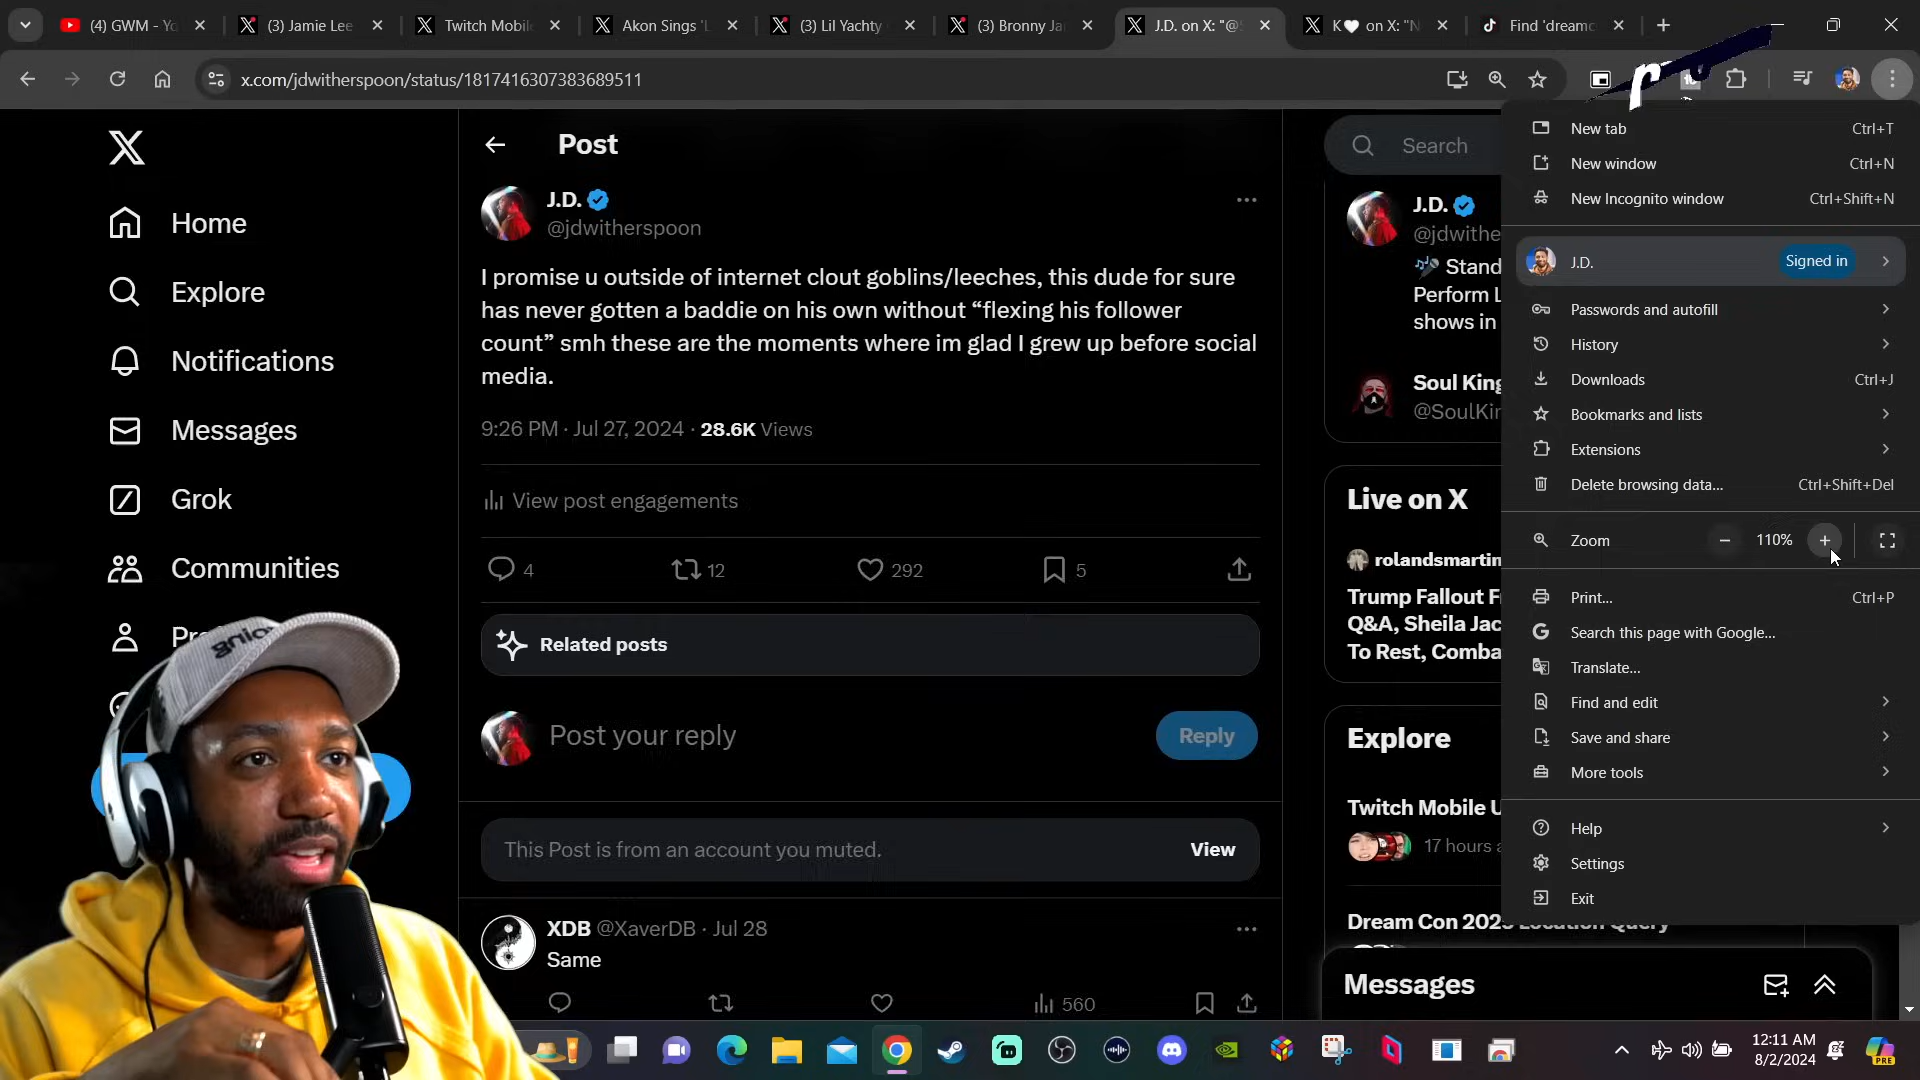 (4) GWM - Yo
(3) Jamie Lee
Twitch Mobile
Akon Sings 'L
(3) Lil Yachty
(3) Bronny Ja
J.D. on X: "@
K🖤 on X: "N
Find 'dreamc
x.com/jdwitherspoon/status/1817416307383689511
X
Home
Explore
Notifications
Messages
Grok
Communities
Post
J.D.
@jdwitherspoon
I promise u outside of internet clout goblins/leeches, this dude for sure
has never gotten a baddie on his own without “flexing his follower
count” smh these are the moments where im glad I grew up before social
media.
9:26 PM · Jul 27, 2024 · 28.6K Views
View post engagements
4
12
292
5
Related posts
Post your reply
Reply
This Post is from an account you muted.
View
XDB @XaverDB · Jul 28
Same
560
Search
J.D.
@jdwithe
🎤 Stand
Perform L
shows in
Soul King
@SoulKin
Live on X
rolandsmartin
Trump Fallout F
Q&A, Sheila Jac
To Rest, Comba
Explore
Twitch Mobile U
17 hours a
Dream Con 2025 Location Query
Messages
New tab Ctrl+T
New window Ctrl+N
New Incognito window Ctrl+Shift+N
J.D. Signed in
Passwords and autofill
History
Downloads Ctrl+J
Bookmarks and lists
Extensions
Delete browsing data... Ctrl+Shift+Del
Zoom − 110% +
Print... Ctrl+P
Search this page with Google...
Translate...
Find and edit
Save and share
More tools
Help
Settings
Exit
12:11 AM
8/2/2024
PRE